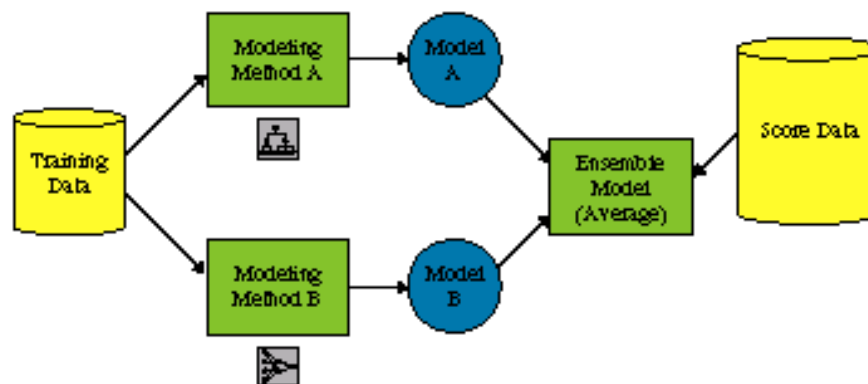 Modeling
Method A
Model
A
Training
Data
Score Data
Ensemble
Model
(Average)
Modeling
Method B
Model
B